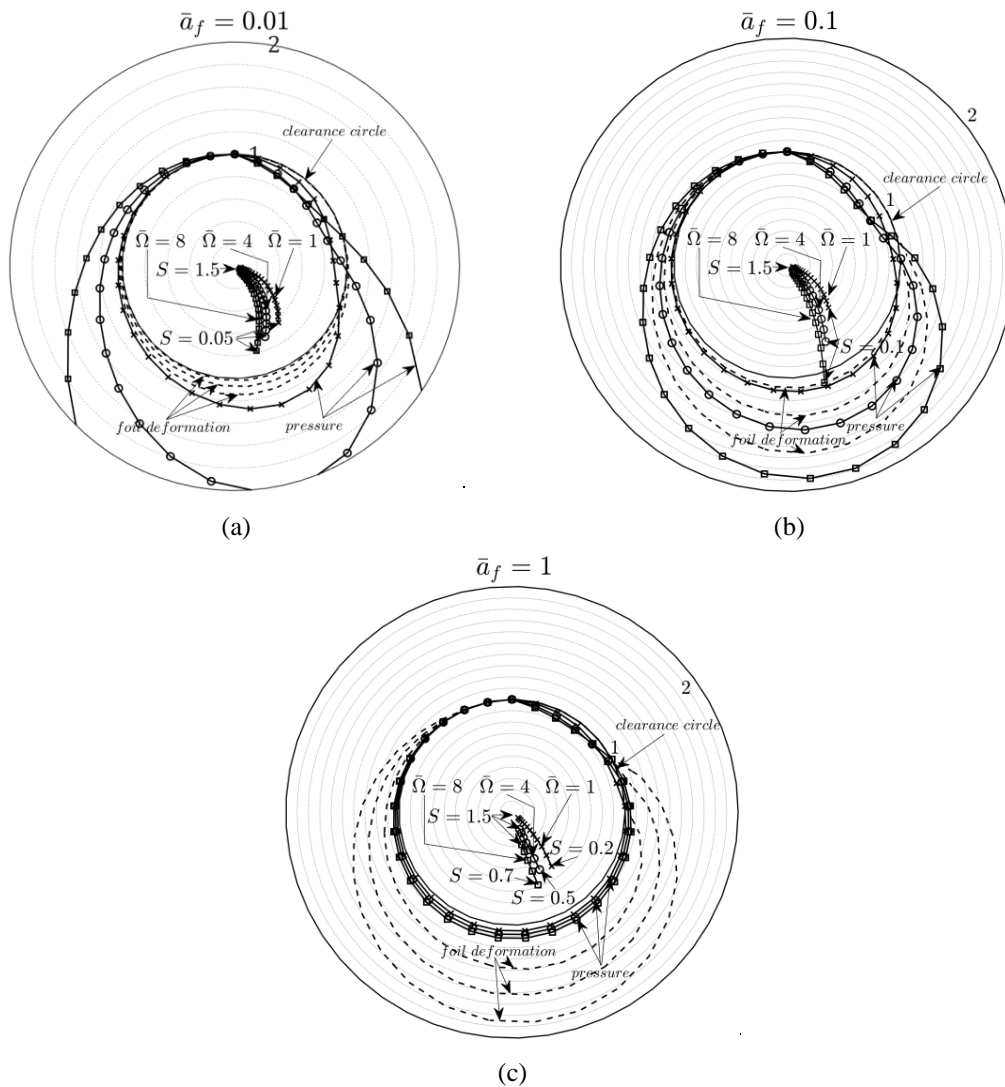 ā_f = 0.01
2
clearance circle
1
Ω̄ = 8 Ω̄ = 4 Ω̄ = 1
S = 1.5
S = 0.05
foil deformation
pressure
(a)
ā_f = 0.1
2
clearance circle
1
Ω̄ = 8 Ω̄ = 4 Ω̄ = 1
S = 1.5
S = 0.1
foil deformation
pressure
(b)
ā_f = 1
2
clearance circle
1
Ω̄ = 8 Ω̄ = 4 Ω̄ = 1
S = 1.5
S = 0.2
S = 0.7
S = 0.5
foil deformation
pressure
(c)